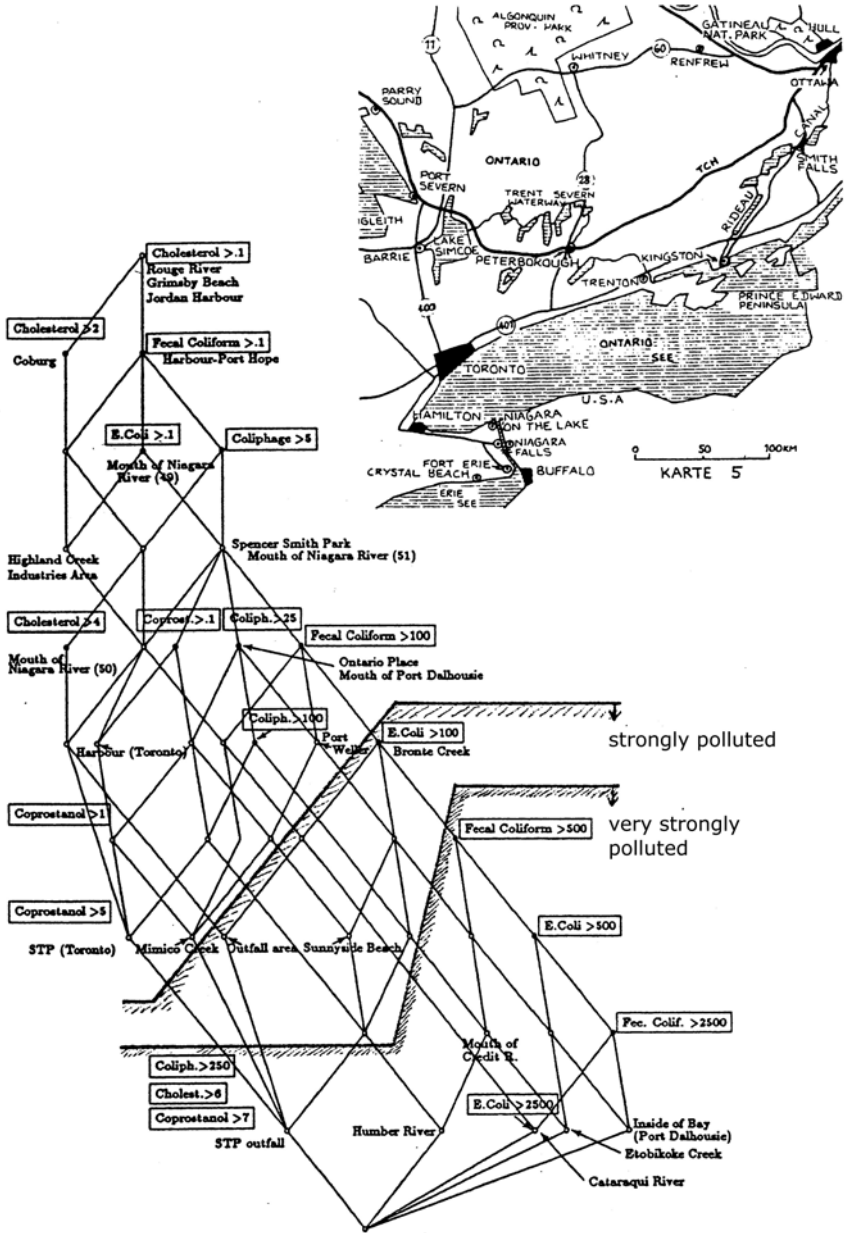 ALGONQUIN
PROV. PARK
GATINEAU
NAT. PARK
HULL
11
WHITNEY
60
RENFREW
OTTAWA
PARRY
SOUND
ONTARIO
CANAL
SMITH
FALLS
TCH
PORT
SEVERN
28
TRENT SEVERN
WATERWAY
RIDEAU
NGLEITH
BARRIE
LAKE
SIMCOE
PETERBOROUGH
KINGSTON
TRENTON
PRINCE EDWARD
PENINSULA
400
401
ONTARIO
SEE
TORONTO
U.S.A
HAMILTON
NIAGARA
ON THE LAKE
NIAGARA
FALLS
FORT ERIE
CRYSTAL BEACH
BUFFALO
ERIE
SEE
0 50 100KM
KARTE 5
Cholesterol >.1
Rouge River
Grimsby Beach
Jordan Harbour
Cholesterol >2
Coburg
Fecal Coliform >.1
Harbour-Port Hope
E.Coli >.1
Mouth of Niagara
River (49)
Coliphage >5
Highland Creek
Industries Area
Spencer Smith Park
Mouth of Niagara River (51)
Cholesterol >4
Coprost. >.1
Coliph. >25
Fecal Coliform >100
Mouth of
Niagara River (50)
Ontario Place
Mouth of Port Dalhousie
Coliph. >100
Harbour (Toronto)
Port
Weller
E.Coli >100
Bronte Creek
strongly polluted
Coprostanol >1
Fecal Coliform >500
very strongly
polluted
Coprostanol >5
E.Coli >500
STP (Toronto)
Mimico Creek
Outfall area
Sunnyside Beach
Fec. Colif. >2500
Mouth of
Credit R.
Coliph. >250
Cholest. >6
Coprostanol >7
STP outfall
E.Coli >2500
Humber River
Inside of Bay
(Port Dalhousie)
Etobikoke Creek
Cataraqui River